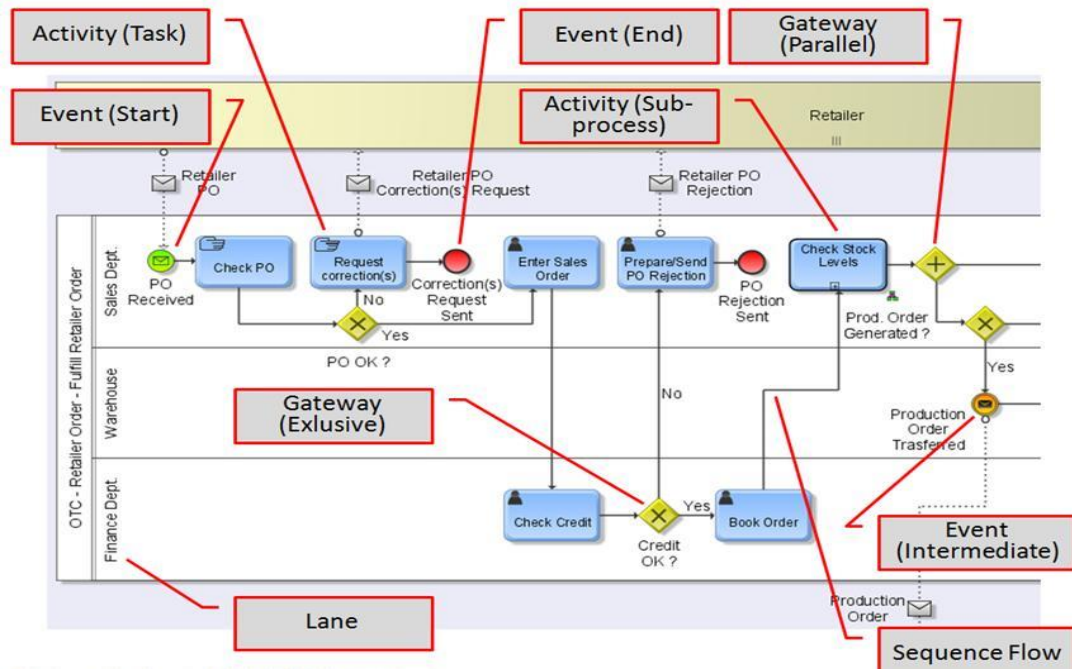 Activity (Task)
Event (End)
Gateway
(Parallel)
Event (Start)
Activity (Sub-
process)
Retailer
Retailer
PO
Retailer PO
Correction(s) Request
Retailer PO
Rejection
OTC - Retailer Order - Fulfill Retailer Order
Sales Dept.
PO
Received
Check PO
Request
correction(s)
Correction(s)
Request
Sent
Enter Sales
Order
Prepare/Send
PO Rejection
PO
Rejection
Sent
Check Stock
Levels
Prod. Order
Generated ?
No
Yes
PO OK ?
Yes
Warehouse
Gateway
(Exlusive)
No
Production
Order
Trasferred
Finance Dept.
Check Credit
Yes
Credit
OK ?
Book Order
Event
(Intermediate)
Lane
Production
Order
Sequence Flow